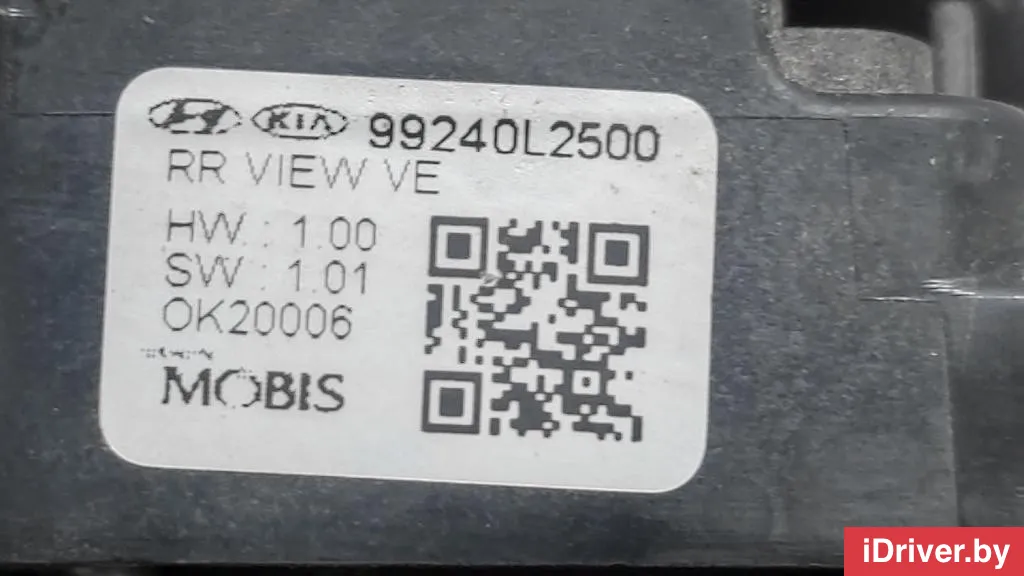 KIA 99240L2500
RR VIEW VE
HW : 1.00
SW : 1.01
OK20006
MOBIS
iDriver.by